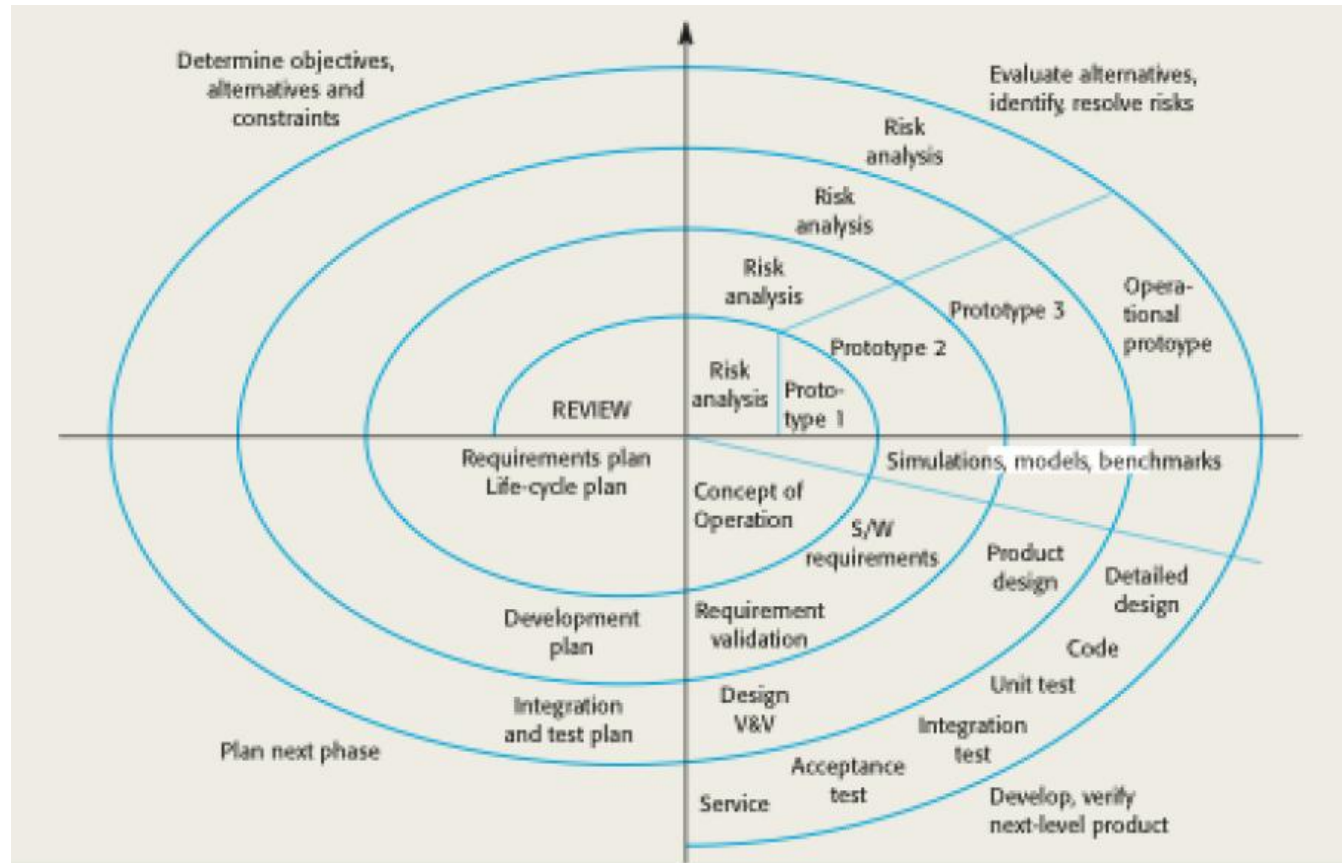 Determine objectives,
alternatives and
constraints
Evaluate alternatives,
identify, resolve risks
Risk
analysis
Risk
analysis
Risk
analysis
Risk
analysis
Proto-
type 1
Prototype 2
Prototype 3
Opera-
tional
protoype
REVIEW
Requirements plan
Life-cycle plan
Simulations, models, benchmarks
Concept of
Operation
S/W
requirements
Product
design
Detailed
design
Development
plan
Requirement
validation
Code
Unit test
Integration
and test plan
Design
V&V
Integration
test
Acceptance
test
Service
Plan next phase
Develop, verify
next-level product